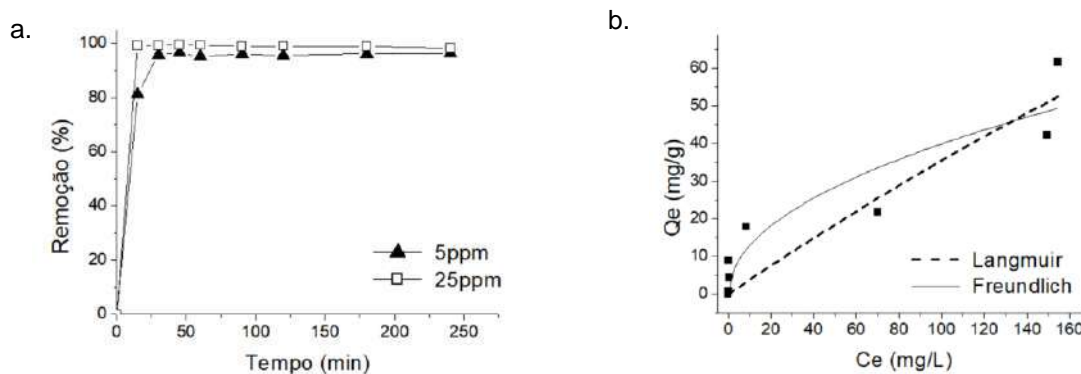 a.
100
80
60
40
20
0
Remoção (%)
5ppm
25ppm
0 50 100 150 200 250
Tempo (min)
b.
60
50
40
30
20
10
0
Qe (mg/g)
Langmuir
Freundlich
0 20 40 60 80 100 120 140 160
Ce (mg/L)